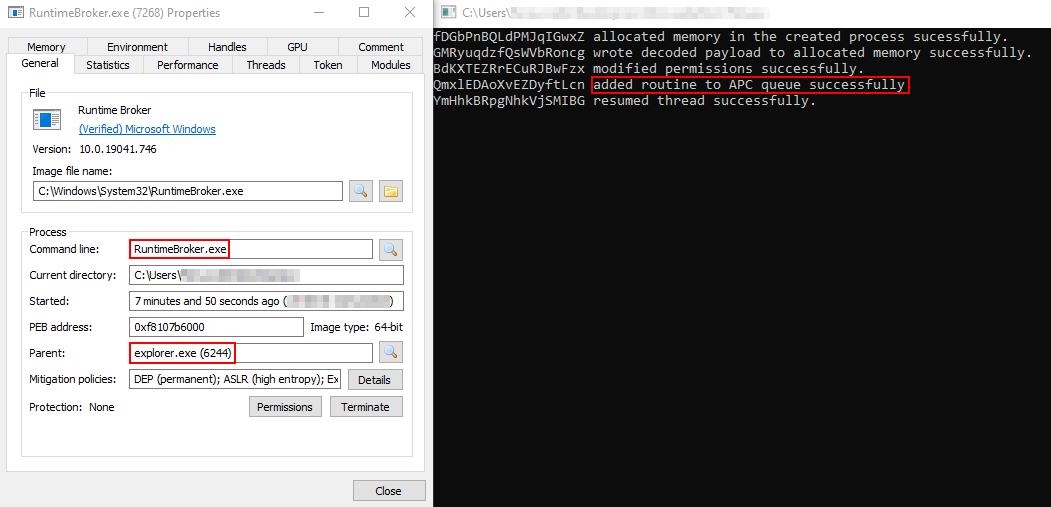 RuntimeBroker.exe (7268) Properties
Memory Environment Handles GPU Comment
General Statistics Performance Threads Token Modules
File
Runtime Broker
(Verified) Microsoft Windows
Version: 10.0.19041.746
Image file name:
C:\Windows\System32\RuntimeBroker.exe
Process
Command line: RuntimeBroker.exe
Current directory: C:\Users\
Started: 7 minutes and 50 seconds ago ( )
PEB address: 0xf8107b6000 Image type: 64-bit
Parent: explorer.exe (6244)
Mitigation policies: DEP (permanent); ASLR (high entropy); Ex Details
Protection: None Permissions Terminate
Close
C:\Users\
fDGbPnBQLdPMJqIGwxZ allocated memory in the created process sucessfully.
GMRyuqdzfQsWVbRoncg wrote decoded payload to allocated memory successfully.
BdKXTEZRrECuRJBwFzx modified permissions successfully.
QmxlEDAoXvEZDyftLcn added routine to APC queue successfully
YmHhkBRpgNhkVjSMIBG resumed thread successfully.